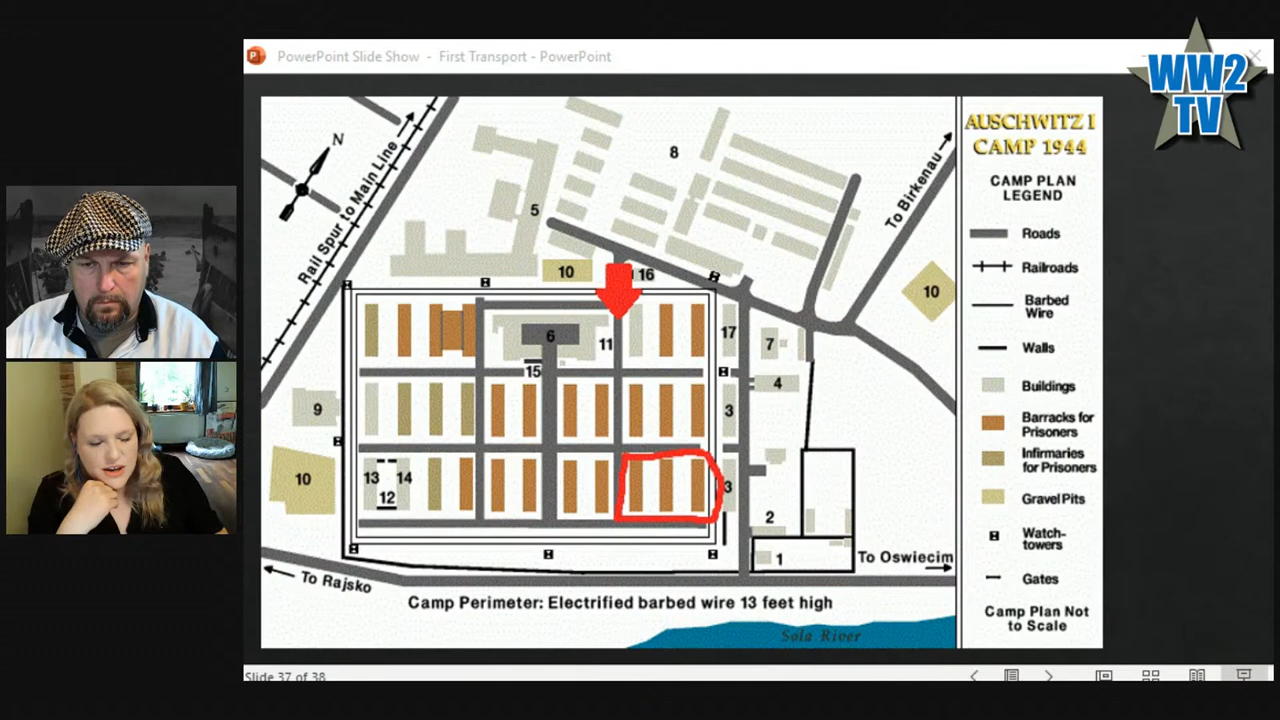 PowerPoint Slide Show - First Transport - PowerPoint
WW2
TV
N
Rail Spur to Main Line
To Birkenau
8
5
10
16
10
6
11
17
7
15
4
9
3
10
13
14
12
3
2
1
To Oswiecim
To Rajsko
Camp Perimeter: Electrified barbed wire 13 feet high
Sola River
AUSCHWITZ I
CAMP 1944
CAMP PLAN
LEGEND
Roads
Railroads
Barbed
Wire
Walls
Buildings
Barracks for
Prisoners
Infirmaries
for Prisoners
Gravel Pits
Watch-
towers
Gates
Camp Plan Not
to Scale
Slide 37 of 38